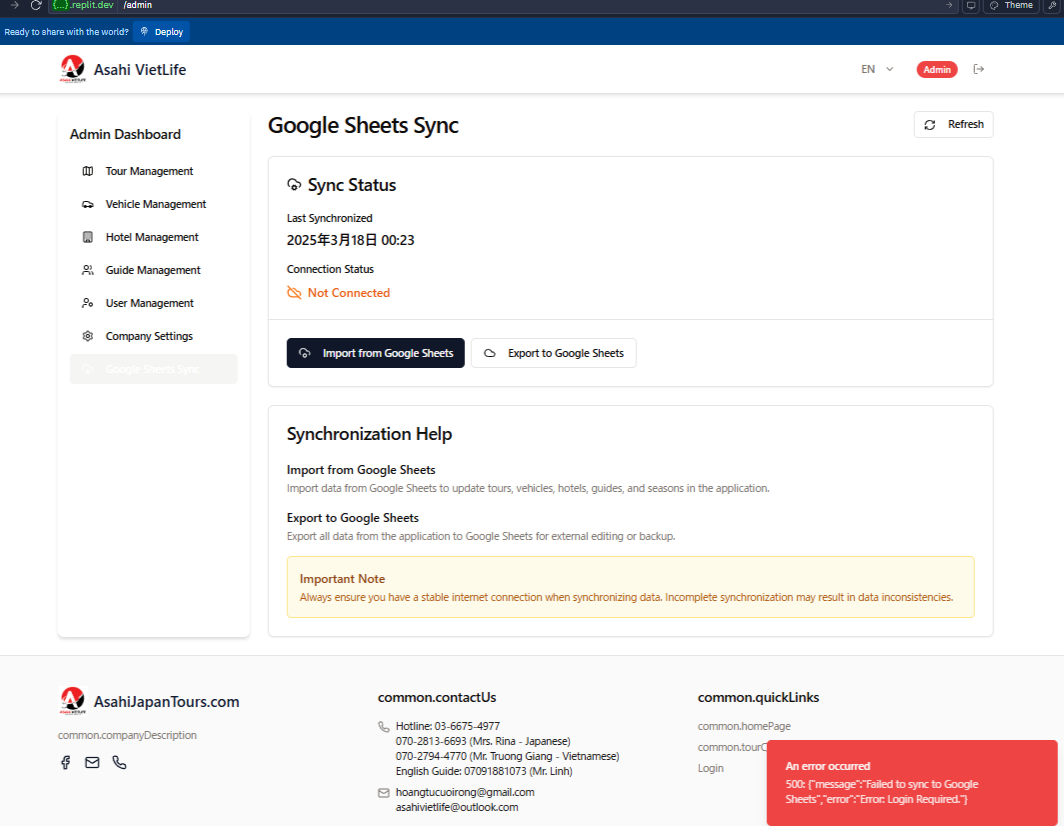 {...}.replit.dev /admin
Theme
Ready to share with the world? Deploy
Asahi VietLife
EN
Admin
Admin Dashboard
Tour Management
Vehicle Management
Hotel Management
Guide Management
User Management
Company Settings
Google Sheets Sync
Google Sheets Sync
Refresh
Sync Status
Last Synchronized
2025年3月18日 00:23
Connection Status
Not Connected
Import from Google Sheets
Export to Google Sheets
Synchronization Help
Import from Google Sheets
Import data from Google Sheets to update tours, vehicles, hotels, guides, and seasons in the application.
Export to Google Sheets
Export all data from the application to Google Sheets for external editing or backup.
Important Note
Always ensure you have a stable internet connection when synchronizing data. Incomplete synchronization may result in data inconsistencies.
AsahiJapanTours.com
common.companyDescription
common.contactUs
Hotline: 03-6675-4977
070-2813-6693 (Mrs. Rina - Japanese)
070-2794-4770 (Mr. Truong Giang - Vietnamese)
English Guide: 07091881073 (Mr. Linh)
hoangtucuoirong@gmail.com
asahivietlife@outlook.com
common.quickLinks
common.homePage
common.tour
Login
An error occurred
500: {"message":"Failed to sync to Google
Sheets","error":"Error: Login Required."}